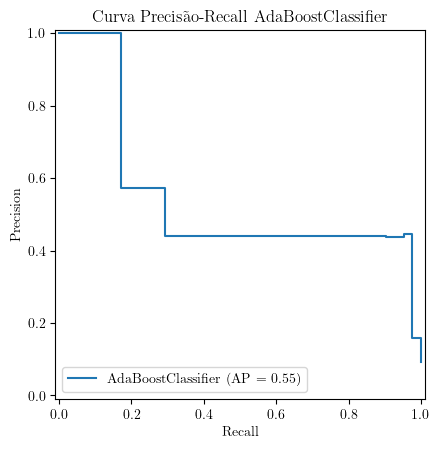 Curva Precisão-Recall AdaBoostClassifier
1.0
0.8
0.6
0.4
0.2
0.0
Precision
AdaBoostClassifier (AP = 0.55)
0.0 0.2 0.4 0.6 0.8 1.0
Recall